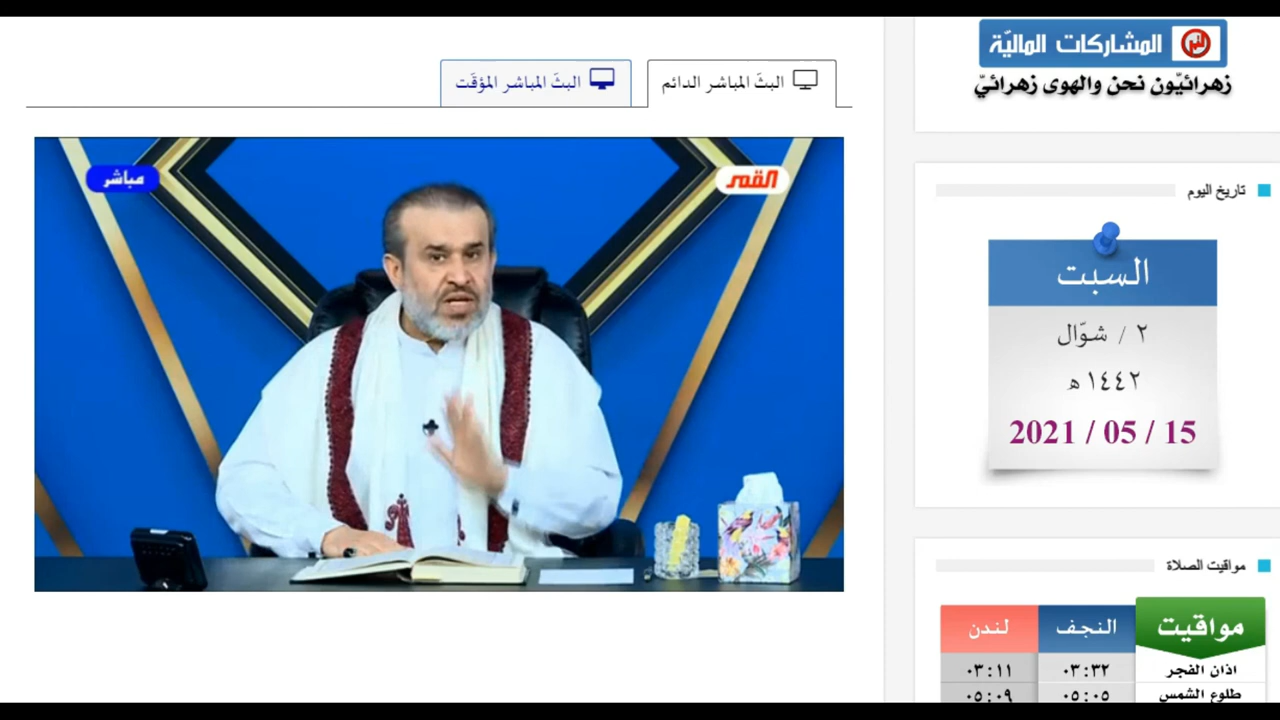 المشاركات الماليّة
زهرائيّون نحن والهوى زهرائيّ
البثّ المباشر الدائم
البثّ المباشر المؤقّت
القمر
مباشر
تاريخ اليوم
السبت
٢ / شوّال
١٤٤٢ ه
2021 / 05 / 15
مواقيت الصلاة
مواقيت النجف لندن
اذان الفجر ٠٣:٣٢ ٠٣:١١
طلوع الشمس ٠٥:٠٥ ٠٥:٠٩